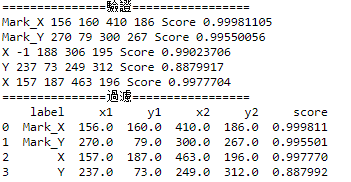 ===============驗證=================
Mark_X 156 160 410 186 Score 0.99981105
Mark_Y 270 79 300 267 Score 0.99550056
X -1 188 306 195 Score 0.99023706
Y 237 73 249 312 Score 0.8879917
X 157 187 463 196 Score 0.9977704
===============過濾=================
label x1 y1 x2 y2 score
0 Mark_X 156.0 160.0 410.0 186.0 0.999811
1 Mark_Y 270.0 79.0 300.0 267.0 0.995501
2 X 157.0 187.0 463.0 196.0 0.997770
3 Y 237.0 73.0 249.0 312.0 0.887992